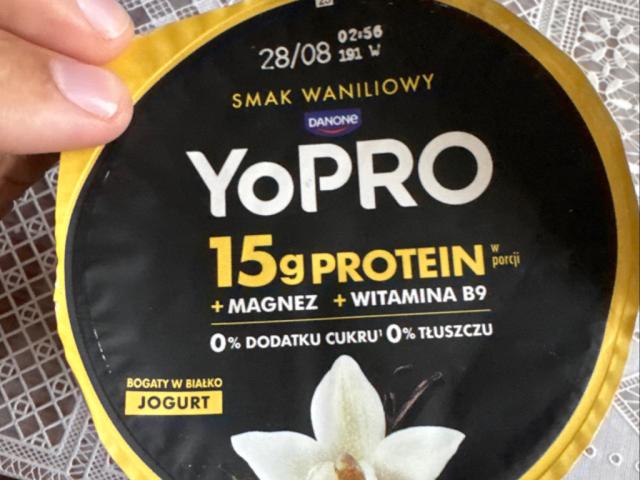 02:56
28/08 191 W
SMAK WANILIOWY
DANONE
YoPRO
15g PROTEIN w porcji
+ MAGNEZ + WITAMINA B9
0% DODATKU CUKRU¹ 0% TŁUSZCZU
BOGATY W BIAŁKO
JOGURT